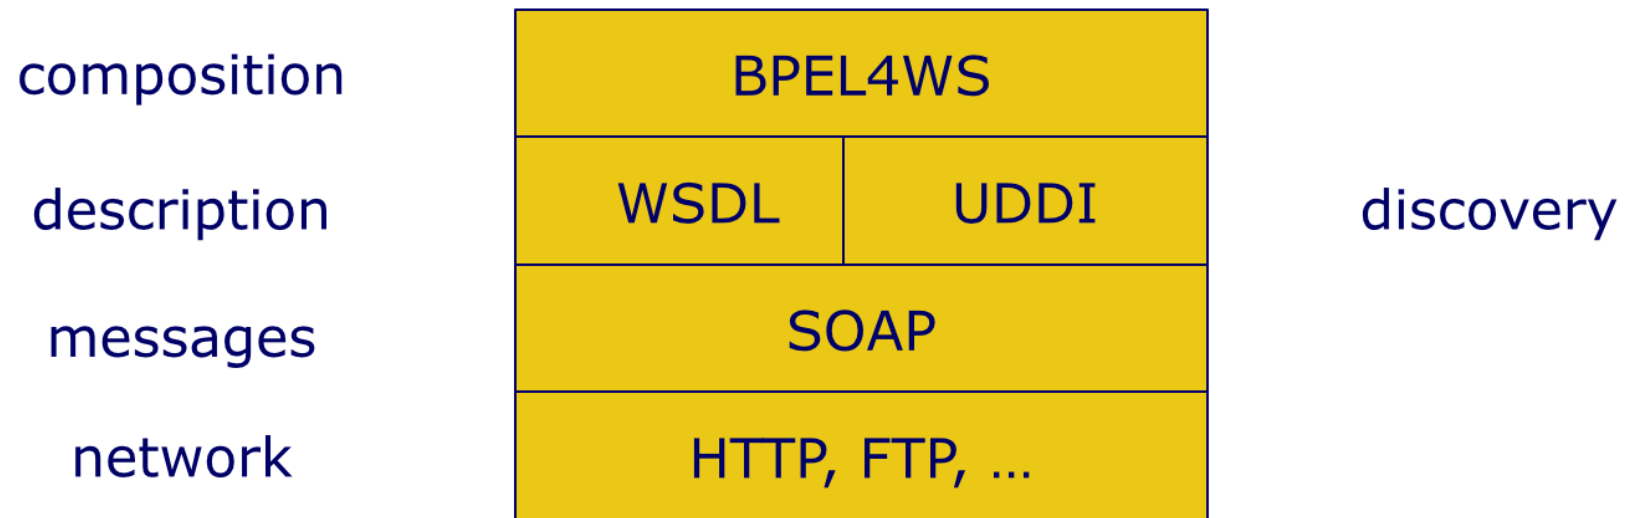 composition
BPEL4WS
description
WSDL
UDDI
discovery
messages
SOAP
network
HTTP, FTP, …